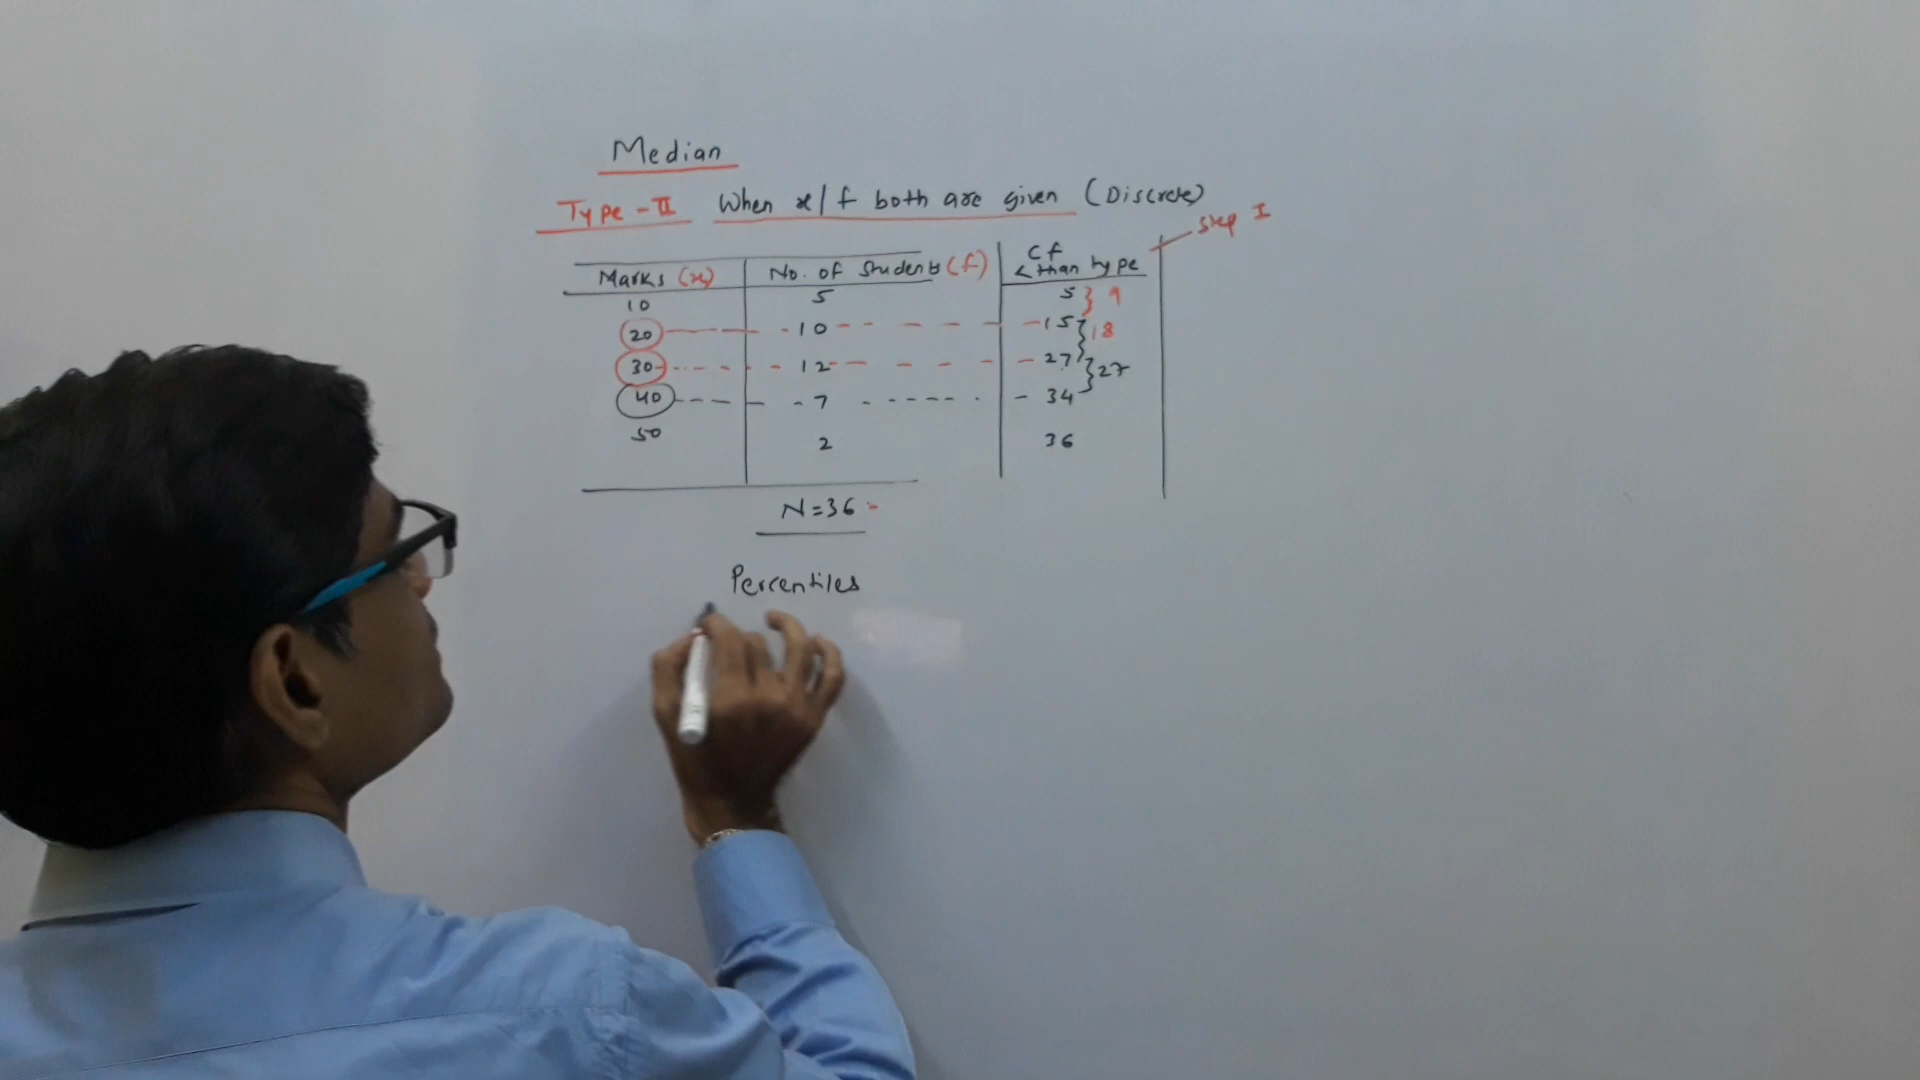 Median
Type-II When x/f both are given (Discrete)
Step I
Marks (x) No. of Students (f) Cf < than type
10 5 5 } 9
20 10 15 } 18
30 12 27
40 7 34 } 27
50 2 36
N=36
Percentiles